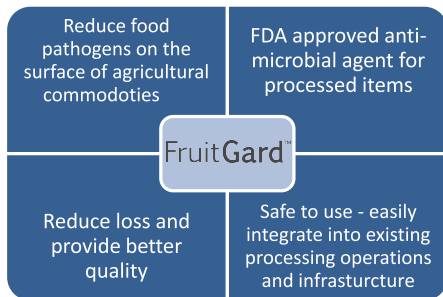 Reduce food
pathogens on the
surface of agricultural
commodoties
FDA approved anti-
microbial agent for
processed items
FruitGard™
Reduce loss and
provide better
quality
Safe to use - easily
integrate into existing
processing operations
and infrasturcture